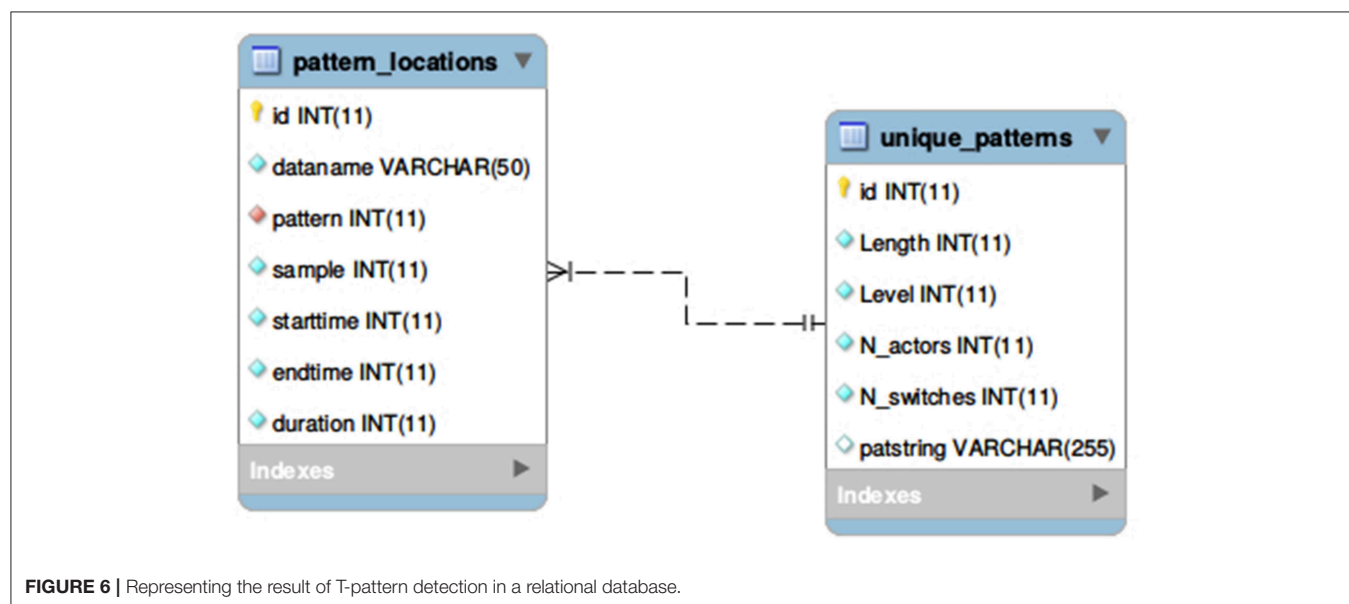 pattern_locations
id INT(11)
dataname VARCHAR(50)
pattern INT(11)
sample INT(11)
starttime INT(11)
endtime INT(11)
duration INT(11)
Indexes
unique_patterns
id INT(11)
Length INT(11)
Level INT(11)
N_actors INT(11)
N_switches INT(11)
patstring VARCHAR(255)
Indexes
FIGURE 6 | Representing the result of T-pattern detection in a relational database.